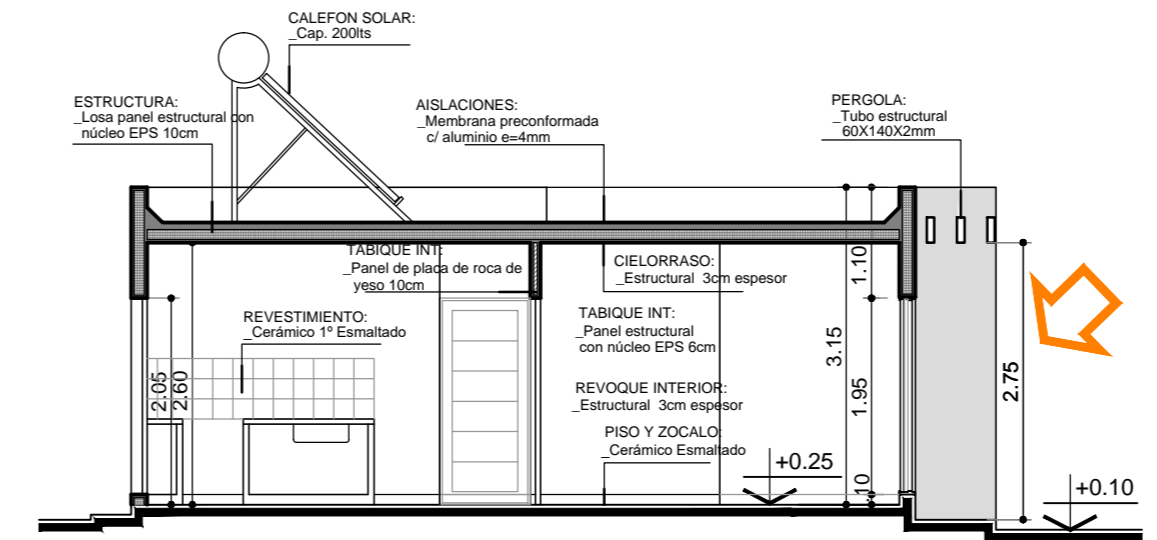 CALEFON SOLAR:
_Cap. 200lts
ESTRUCTURA:
_Losa panel estructural con
núcleo EPS 10cm
AISLACIONES:
_Membrana preconformada
c/ aluminio e=4mm
PERGOLA:
_Tubo estructural
60X140X2mm
TABIQUE INT:
_Panel de placa de roca de
yeso 10cm
CIELORRASO:
_Estructural 3cm espesor
REVESTIMIENTO:
_Cerámico 1º Esmaltado
TABIQUE INT:
_Panel estructural
con núcleo EPS 6cm
REVOQUE INTERIOR:
_Estructural 3cm espesor
PISO Y ZOCALO:
_Cerámico Esmaltado
2.05
2.60
3.15
1.10
1.95
.10
2.75
+0.25
+0.10